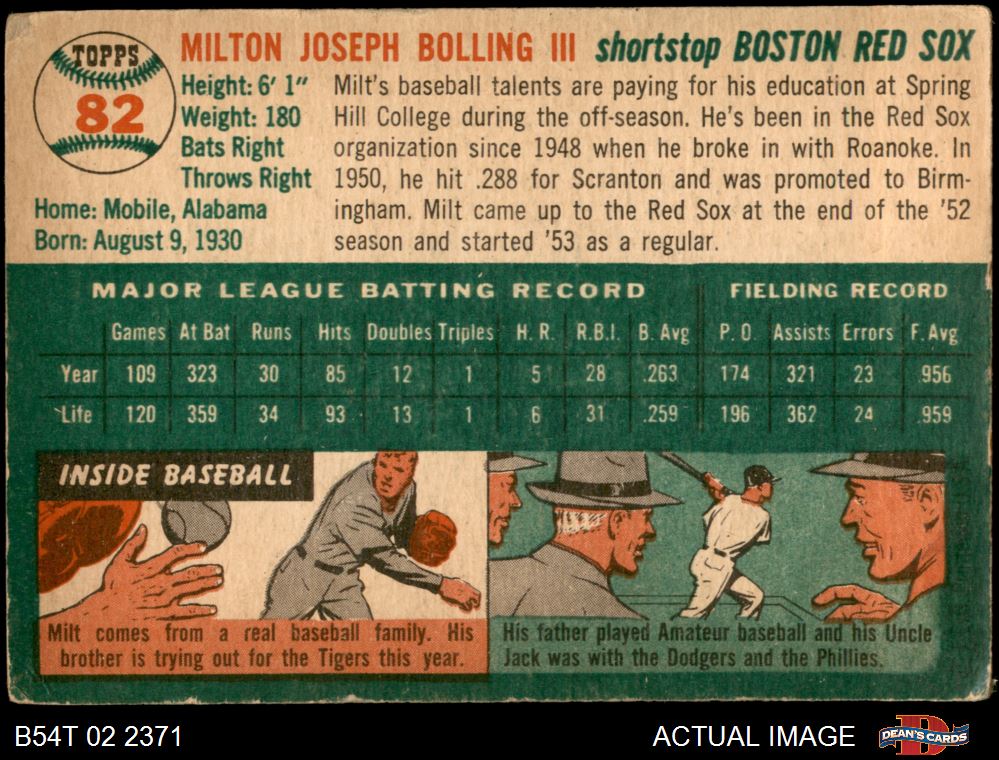 TOPPS
82
MILTON JOSEPH BOLLING III shortstop BOSTON RED SOX
Height: 6' 1"
Weight: 180
Bats Right
Throws Right
Home: Mobile, Alabama
Born: August 9, 1930
Milt's baseball talents are paying for his education at Spring
Hill College during the off-season. He's been in the Red Sox
organization since 1948 when he broke in with Roanoke. In
1950, he hit .288 for Scranton and was promoted to Birm-
ingham. Milt came up to the Red Sox at the end of the '52
season and started '53 as a regular.
MAJOR LEAGUE BATTING RECORD FIELDING RECORD
Games At Bat Runs Hits Doubles Triples H. R. R.B.I. B. Avg P. O. Assists Errors F. Avg
Year 109 323 30 85 12 1 5 28 .263 174 321 23 .956
Life 120 359 34 93 13 1 6 31 .259 196 362 24 .959
INSIDE BASEBALL
Milt comes from a real baseball family. His
brother is trying out for the Tigers this year.
His father played Amateur baseball and his Uncle
Jack was with the Dodgers and the Phillies.
B54T 02 2371 ACTUAL IMAGE
DEAN'S CARDS